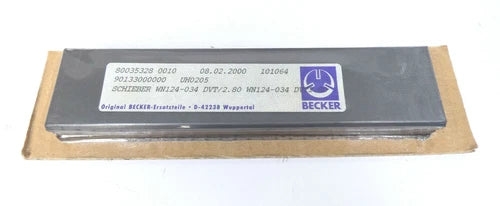 80035328 0010 08.02.2000 101064
90133000000 UH0205
SCHIEBER WN124-034 DVT/2.80 WN124-034 DV
BECKER
Original BECKER-Ersatzteile • D-42238 Wuppertal